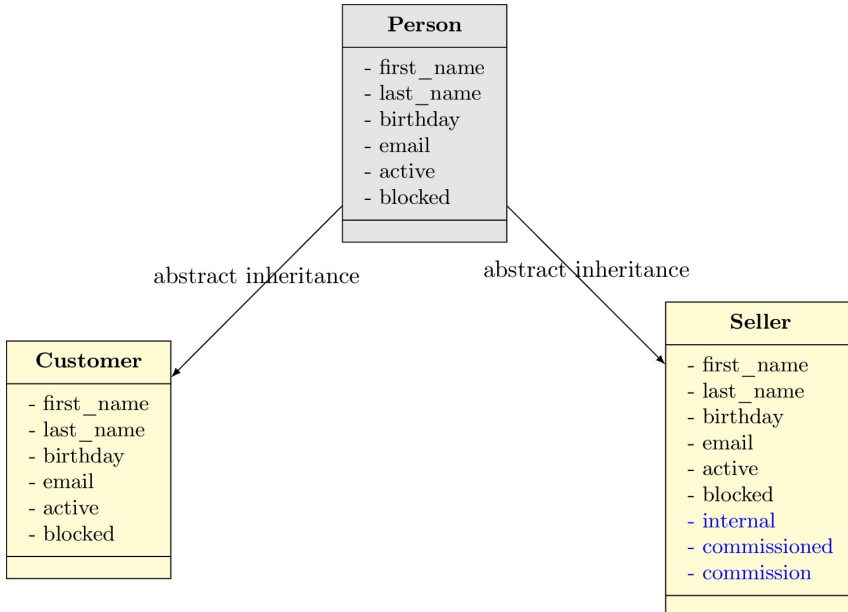 Person
- first_name
- last_name
- birthday
- email
- active
- blocked
abstract inheritance
abstract inheritance
Customer
- first_name
- last_name
- birthday
- email
- active
- blocked
Seller
- first_name
- last_name
- birthday
- email
- active
- blocked
- internal
- commissioned
- commission